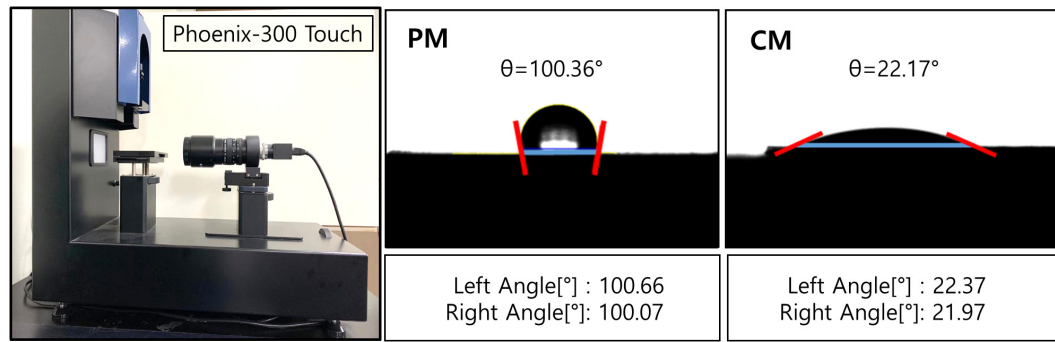 Phoenix-300 Touch
PM
θ=100.36°
CM
θ=22.17°
Left Angle[°] : 100.66
Right Angle[°]: 100.07
Left Angle[°] : 22.37
Right Angle[°]: 21.97